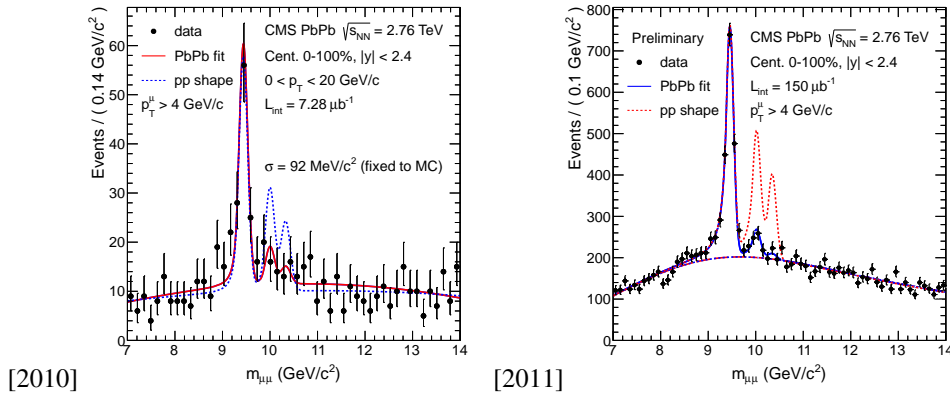 Events / ( 0.14 GeV/c²)
60
50
40
30
20
10
0
data
PbPb fit
pp shape
p_T^μ > 4 GeV/c
CMS PbPb √s_NN = 2.76 TeV
Cent. 0-100%, |y| < 2.4
0 < p_T < 20 GeV/c
L_int = 7.28 μb⁻¹
σ = 92 MeV/c² (fixed to MC)
7 8 9 10 11 12 13 14
m_μμ (GeV/c²)
[2010]
Events / ( 0.1 GeV/c²)
800
700
600
500
400
300
200
100
0
Preliminary
data
PbPb fit
pp shape
CMS PbPb √s_NN = 2.76 TeV
Cent. 0-100%, |y| < 2.4
L_int = 150 μb⁻¹
p_T^μ > 4 GeV/c
7 8 9 10 11 12 13 14
m_μμ (GeV/c²)
[2011]